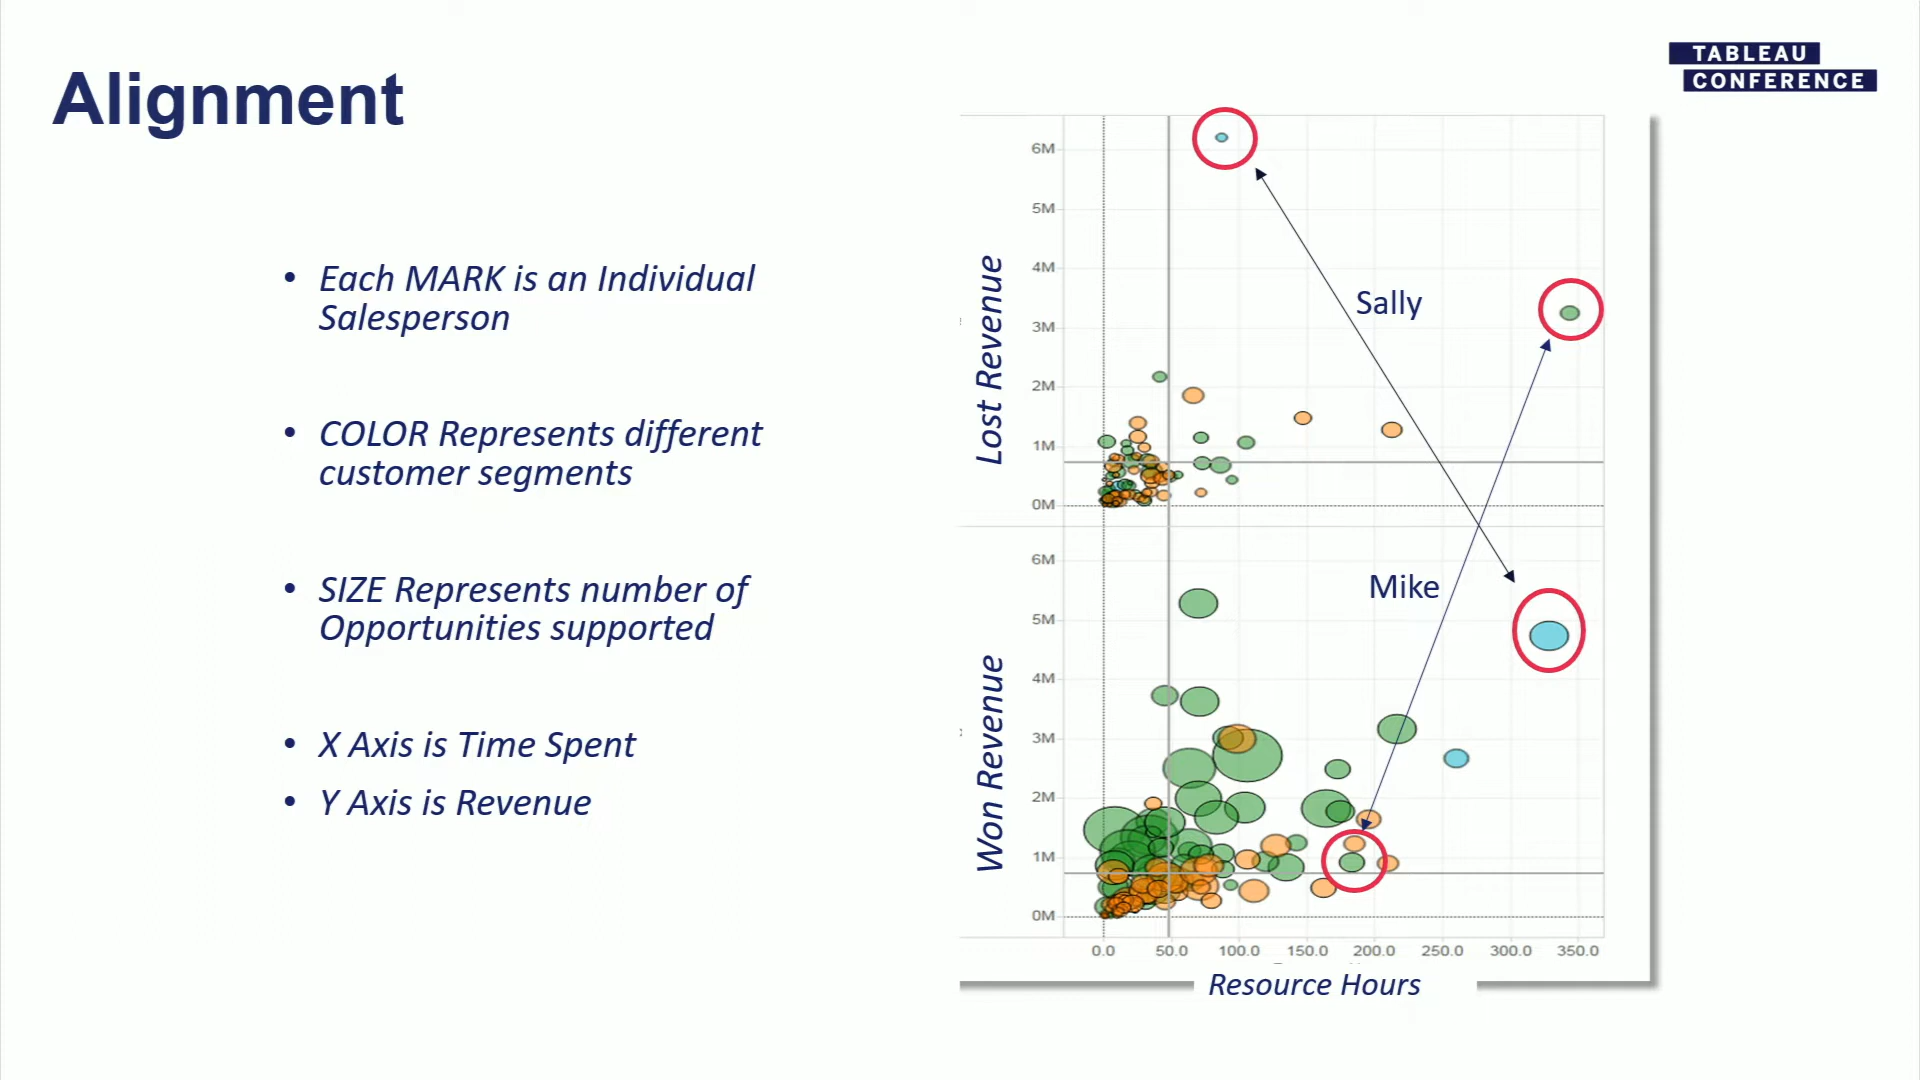 Alignment
TABLEAU
CONFERENCE
• Each MARK is an Individual
Salesperson
• COLOR Represents different
customer segments
• SIZE Represents number of
Opportunities supported
• X Axis is Time Spent
• Y Axis is Revenue
Lost Revenue
6M
5M
4M
3M
2M
1M
0M
Sally
Won Revenue
6M
5M
4M
3M
2M
1M
0M
Mike
0.0 50.0 100.0 150.0 200.0 250.0 300.0 350.0
Resource Hours